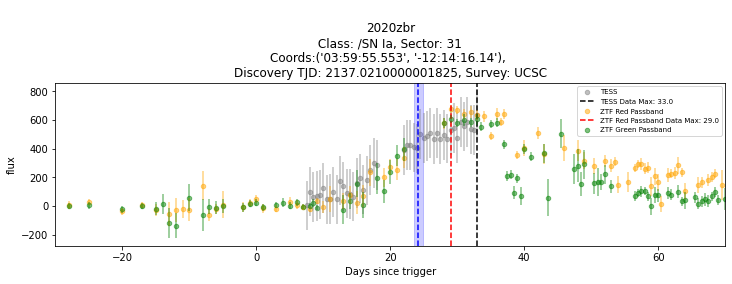 2020zbr
Class: /SN Ia, Sector: 31
Coords:('03:59:55.553', '-12:14:16.14'),
Discovery TJD: 2137.0210000001825, Survey: UCSC
800
600
400
200
0
−200
flux
−20
0
20
40
60
Days since trigger
TESS
TESS Data Max: 33.0
ZTF Red Passband
ZTF Red Passband Data Max: 29.0
ZTF Green Passband